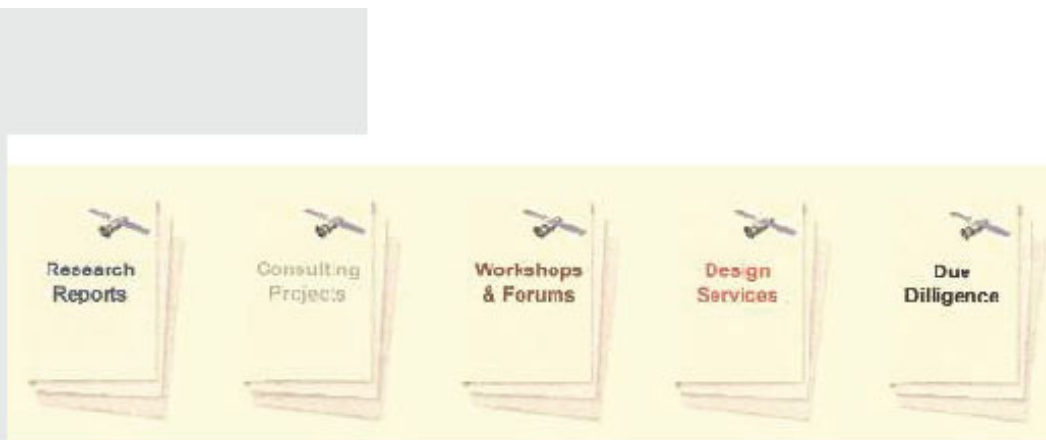 Research
Reports
Consulting
Projects
Workshops
& Forums
Design
Services
Due
Dilligence